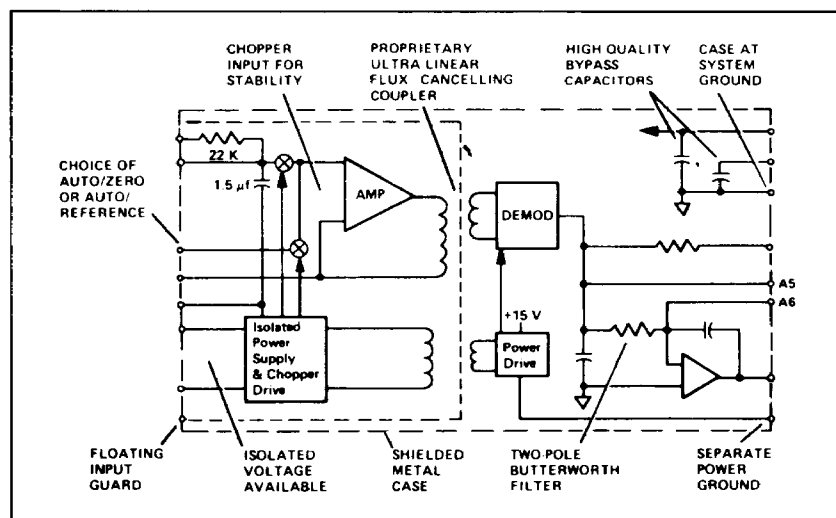 CHOPPER
INPUT FOR
STABILITY
PROPRIETARY
ULTRA LINEAR
FLUX CANCELLING
COUPLER
HIGH QUALITY
BYPASS
CAPACITORS
CASE AT
SYSTEM
GROUND
CHOICE OF
AUTO/ZERO
OR AUTO/
REFERENCE
22 K
1.5 μf
AMP
DEMOD
A5
A6
+15 V
Isolated
Power
Supply
& Chopper
Drive
Power
Drive
FLOATING
INPUT
GUARD
ISOLATED
VOLTAGE
AVAILABLE
SHIELDED
METAL
CASE
TWO-POLE
BUTTERWORTH
FILTER
SEPARATE
POWER
GROUND